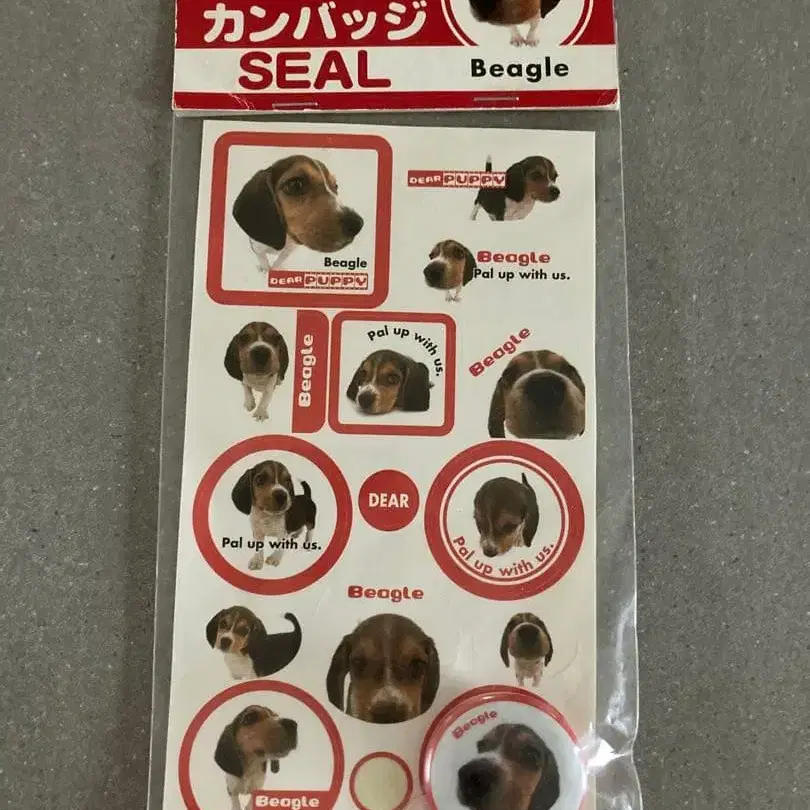 カンバッジ
SEAL
Beagle
Beagle
DEAR PUPPY
DEAR PUPPY
Beagle
Pal up with us.
Beagle
Pal up with us.
Beagle
Pal up with us.
DEAR
Pal up with us.
Beagle
Beagle
Beagle